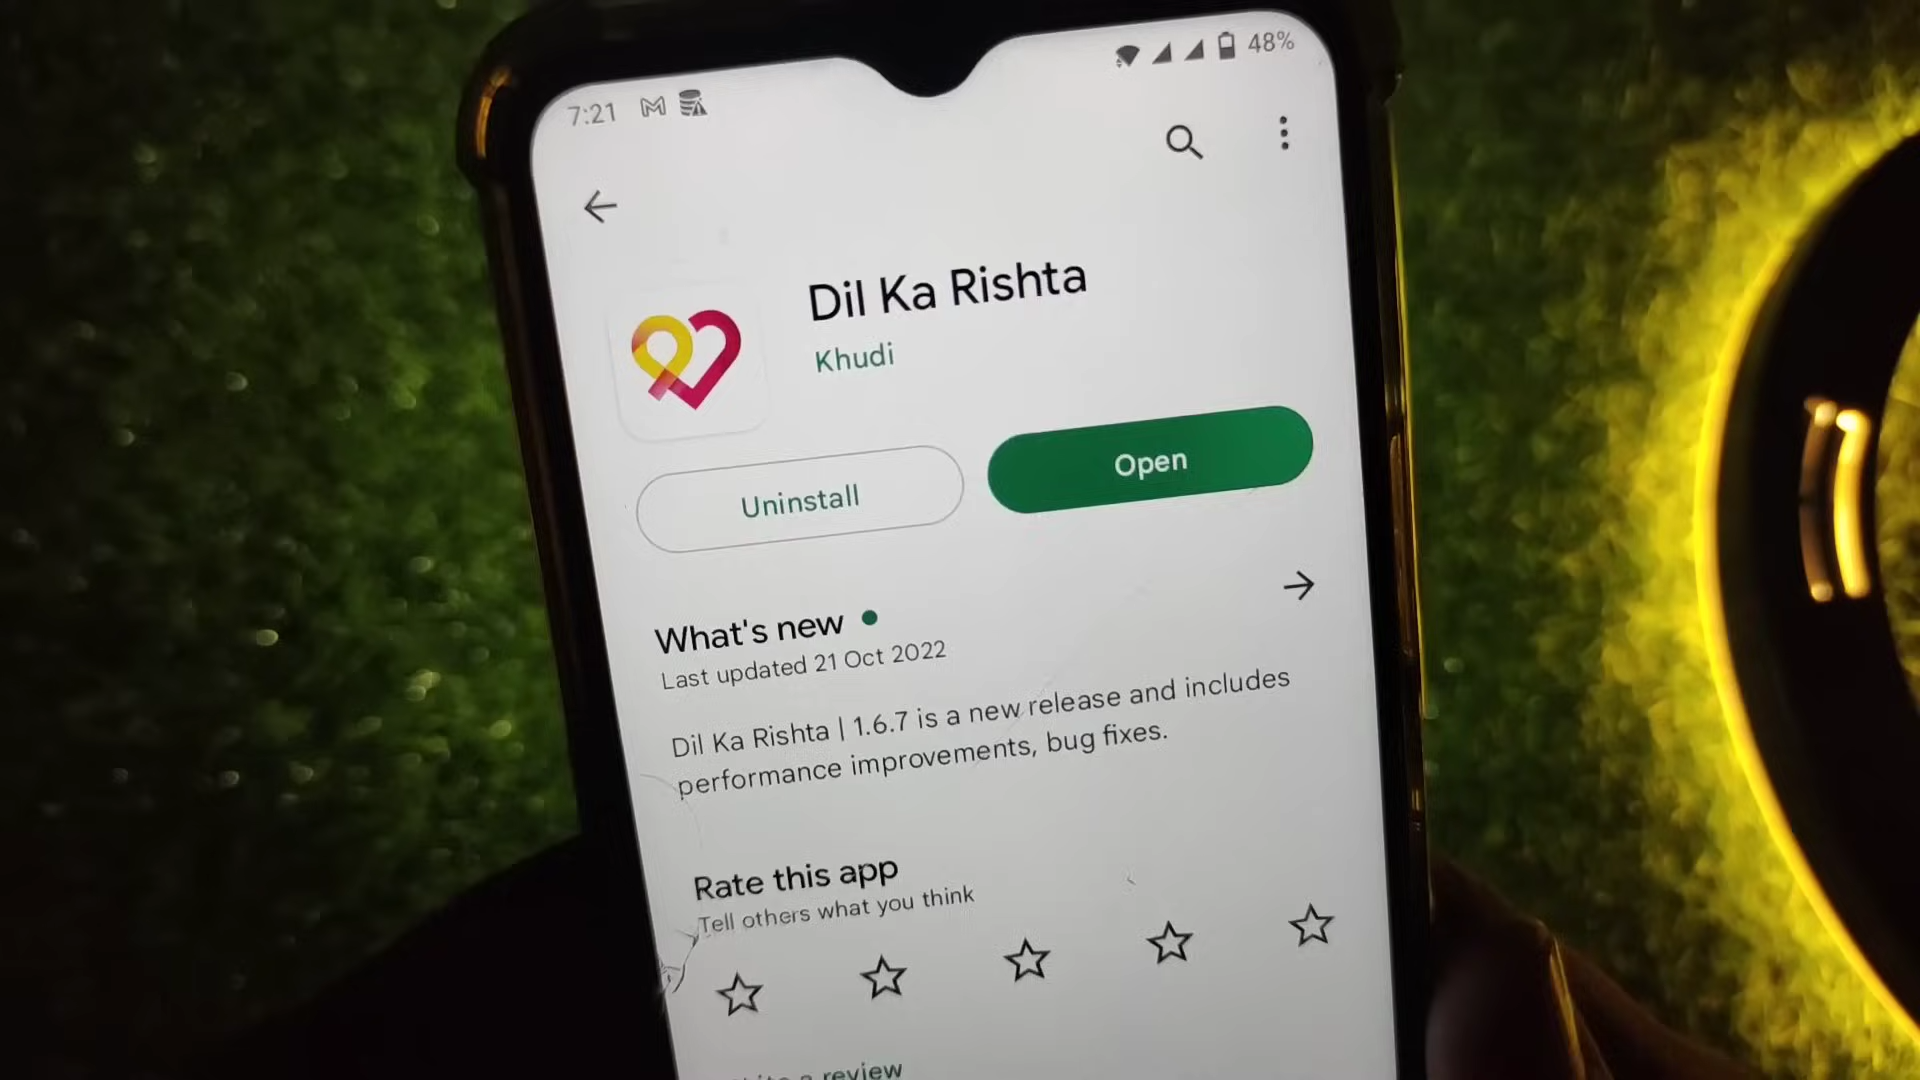 7:21
48%
Dil Ka Rishta
Khudi
Uninstall
Open
What's new
Last updated 21 Oct 2022
Dil Ka Rishta | 1.6.7 is a new release and includes
performance improvements, bug fixes.
Rate this app
Tell others what you think
a review